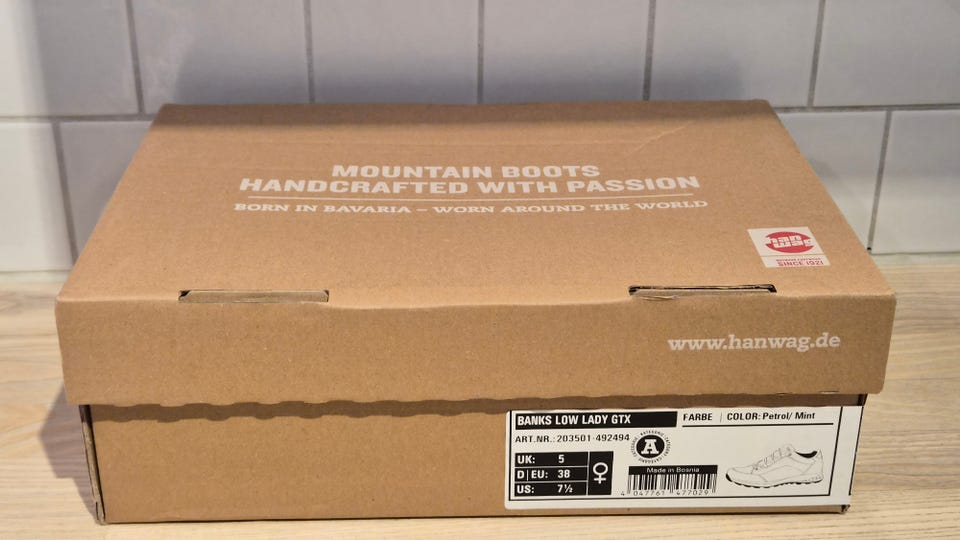 MOUNTAIN BOOTS
HANDCRAFTED WITH PASSION
BORN IN BAVARIA – WORN AROUND THE WORLD
han
wag
SINCE 1921
www.hanwag.de
BANKS LOW LADY GTX
FARBE | COLOR: Petrol/ Mint
ART.NR.: 203501-492494
A
UK: 5
D | EU: 38
US: 7½
♀
Made in Bosnia
4 047761 477029